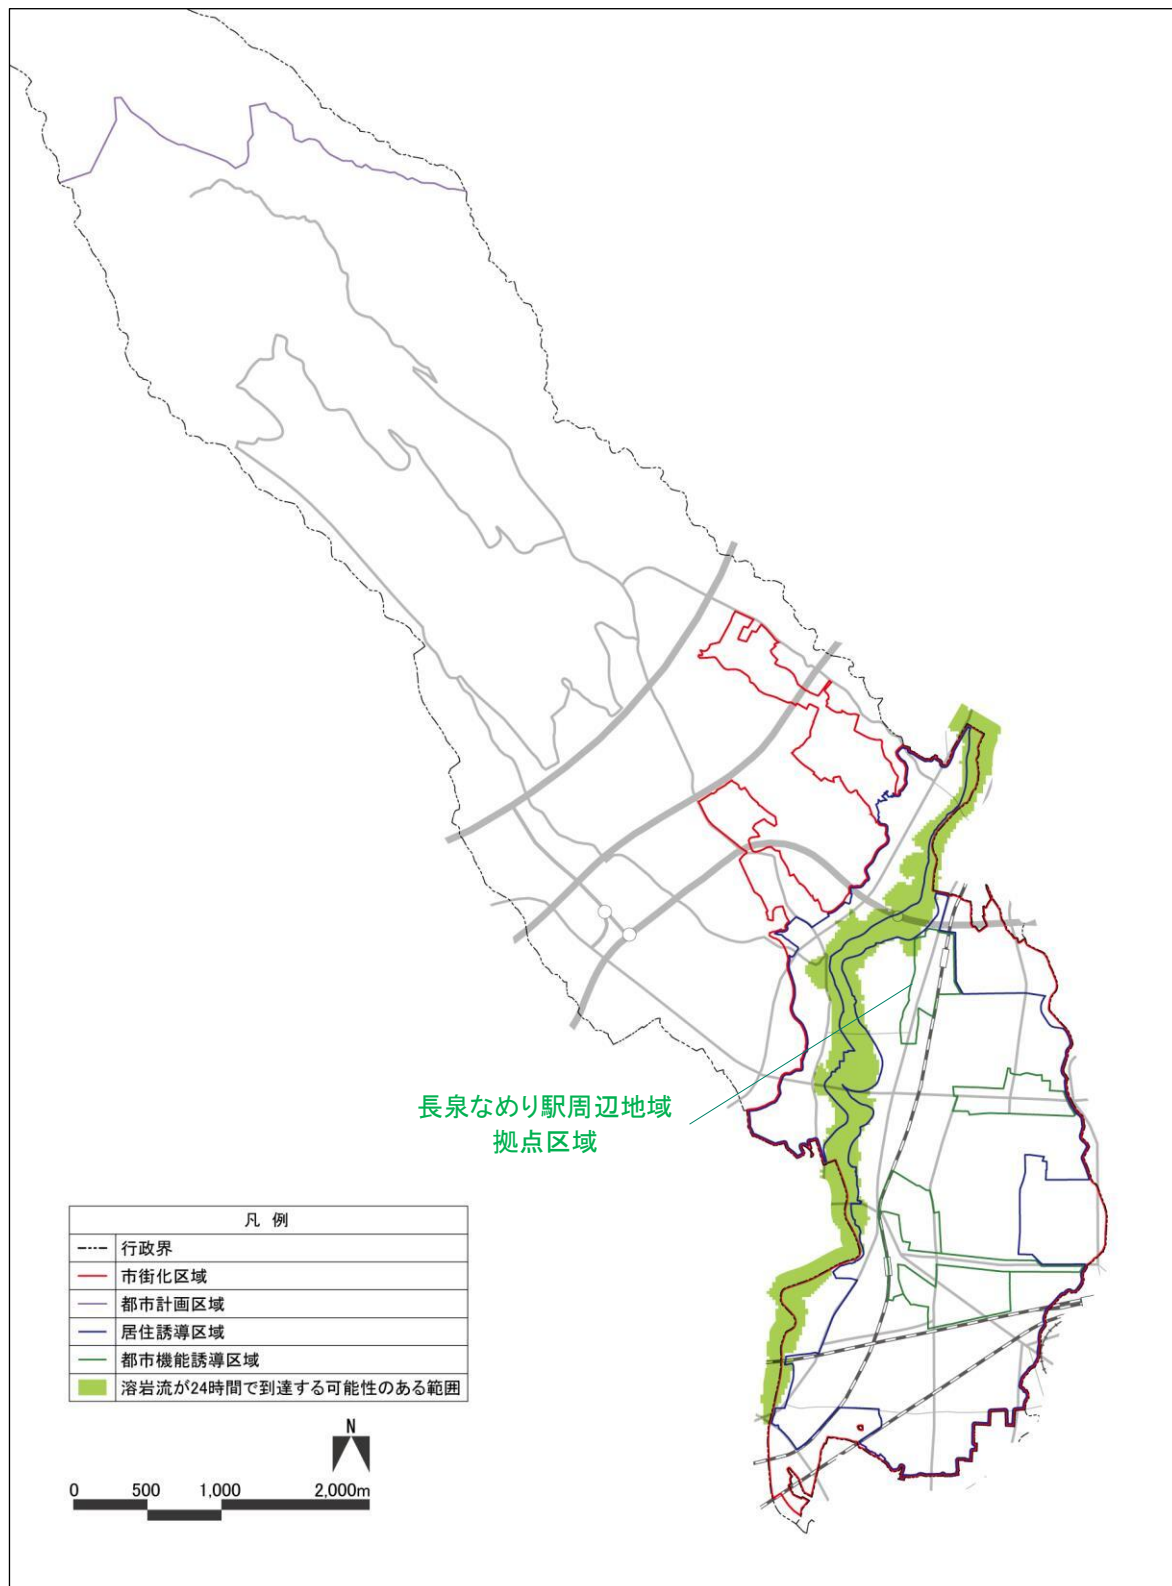 長泉なめり駅周辺地域
拠点区域
凡 例
行政界
市街化区域
都市計画区域
居住誘導区域
都市機能誘導区域
溶岩流が24時間で到達する可能性のある範囲
N
0 500 1,000 2,000m